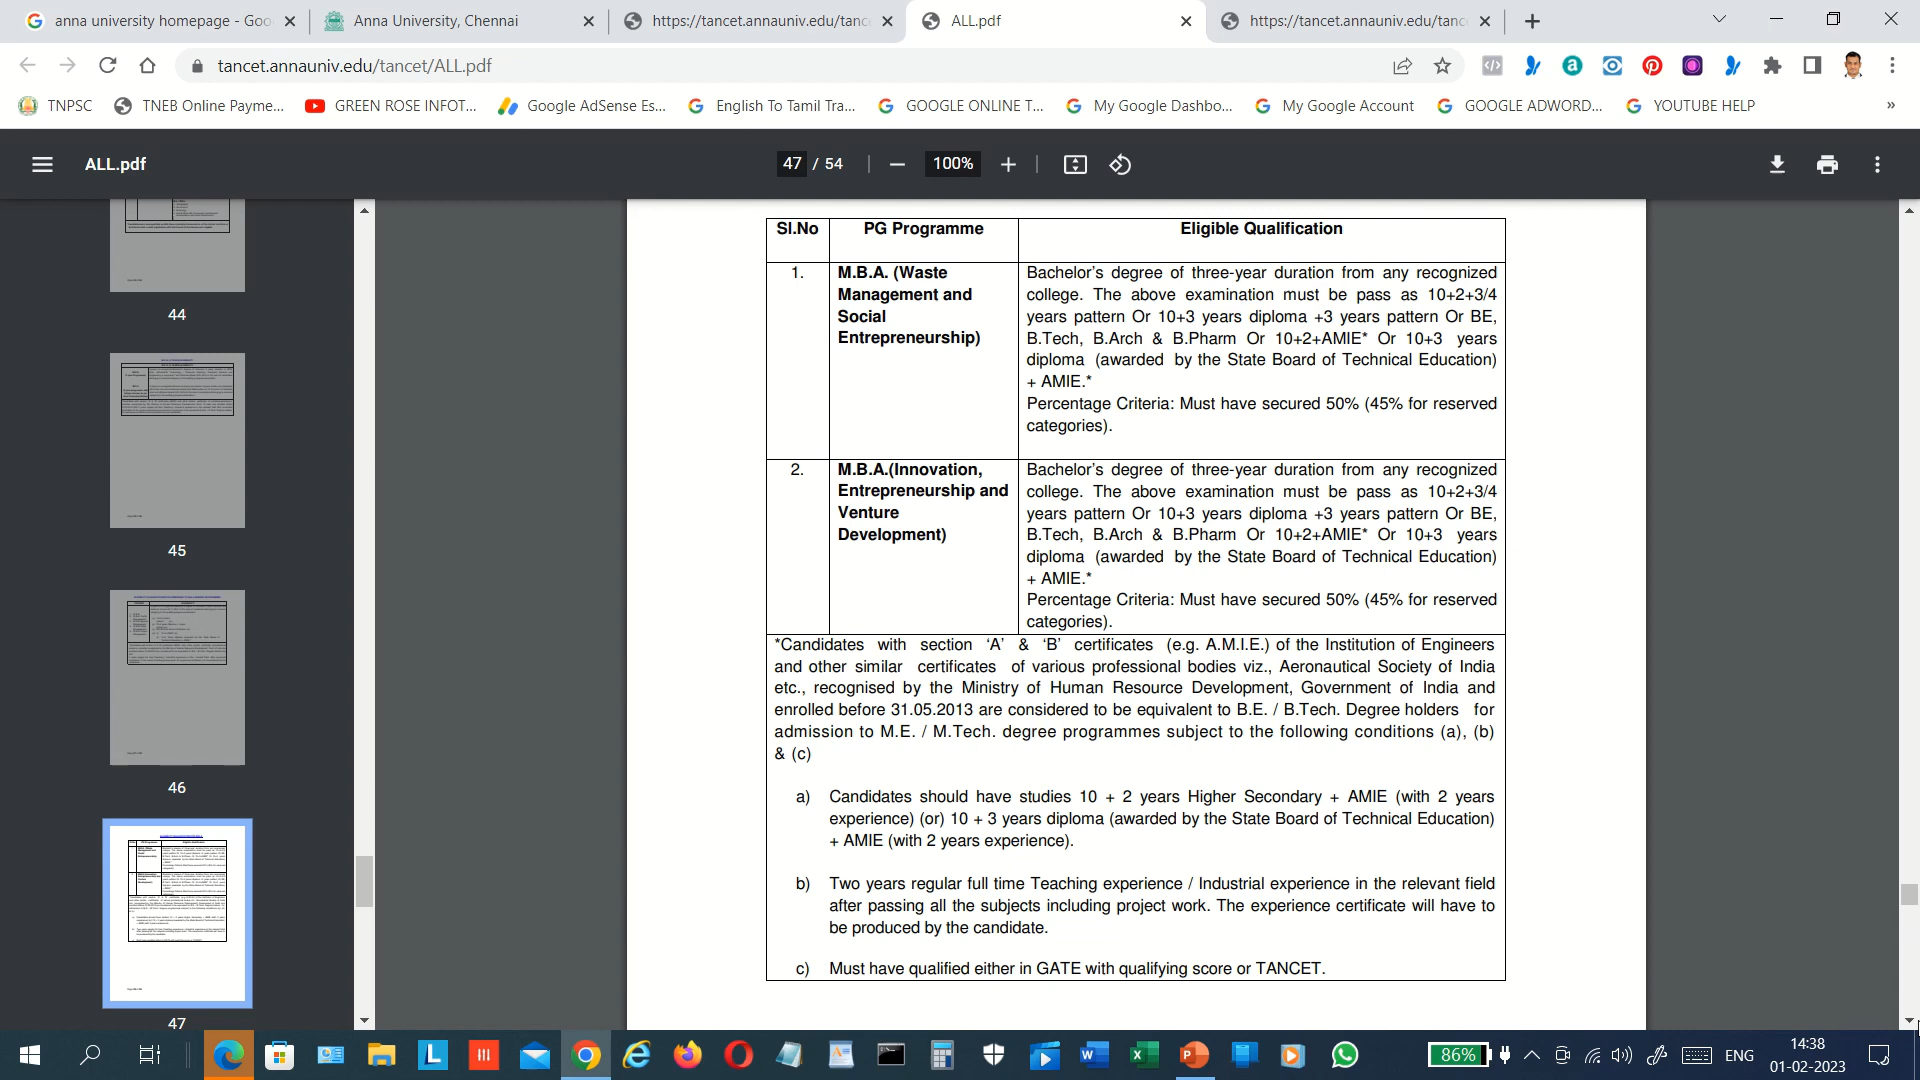 anna university homepage - Goo
Anna University, Chennai
https://tancet.annauniv.edu/tance
ALL.pdf
https://tancet.annauniv.edu/tanc
tancet.annauniv.edu/tancet/ALL.pdf
TNPSC
TNEB Online Payme...
GREEN ROSE INFOT...
Google AdSense Es...
English To Tamil Tra...
GOOGLE ONLINE T...
My Google Dashbo...
My Google Account
GOOGLE ADWORD...
YOUTUBE HELP
»
ALL.pdf
47 / 54
100%
44
45
46
47
Sl.No PG Programme Eligible Qualification
1.
M.B.A. (Waste
Management and
Social
Entrepreneurship)
Bachelor's degree of three-year duration from any recognized
college. The above examination must be pass as 10+2+3/4
years pattern Or 10+3 years diploma +3 years pattern Or BE,
B.Tech, B.Arch & B.Pharm Or 10+2+AMIE* Or 10+3 years
diploma (awarded by the State Board of Technical Education)
+ AMIE.*
Percentage Criteria: Must have secured 50% (45% for reserved
categories).
2.
M.B.A.(Innovation,
Entrepreneurship and
Venture
Development)
Bachelor's degree of three-year duration from any recognized
college. The above examination must be pass as 10+2+3/4
years pattern Or 10+3 years diploma +3 years pattern Or BE,
B.Tech, B.Arch & B.Pharm Or 10+2+AMIE* Or 10+3 years
diploma (awarded by the State Board of Technical Education)
+ AMIE.*
Percentage Criteria: Must have secured 50% (45% for reserved
categories).
*Candidates with section 'A' & 'B' certificates (e.g. A.M.I.E.) of the Institution of Engineers
and other similar certificates of various professional bodies viz., Aeronautical Society of India
etc., recognised by the Ministry of Human Resource Development, Government of India and
enrolled before 31.05.2013 are considered to be equivalent to B.E. / B.Tech. Degree holders for
admission to M.E. / M.Tech. degree programmes subject to the following conditions (a), (b)
& (c)
a) Candidates should have studies 10 + 2 years Higher Secondary + AMIE (with 2 years
experience) (or) 10 + 3 years diploma (awarded by the State Board of Technical Education)
+ AMIE (with 2 years experience).
b) Two years regular full time Teaching experience / Industrial experience in the relevant field
after passing all the subjects including project work. The experience certificate will have to
be produced by the candidate.
c) Must have qualified either in GATE with qualifying score or TANCET.
86%
ENG
14:38
01-02-2023